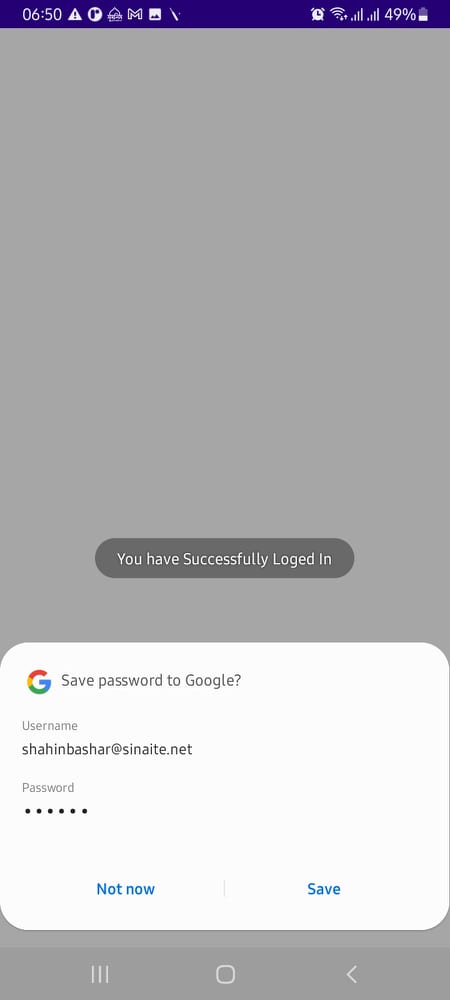 06:50
49%
You have Successfully Loged In
Save password to Google?
Username
shahinbashar@sinaite.net
Password
••••••
Not now
Save